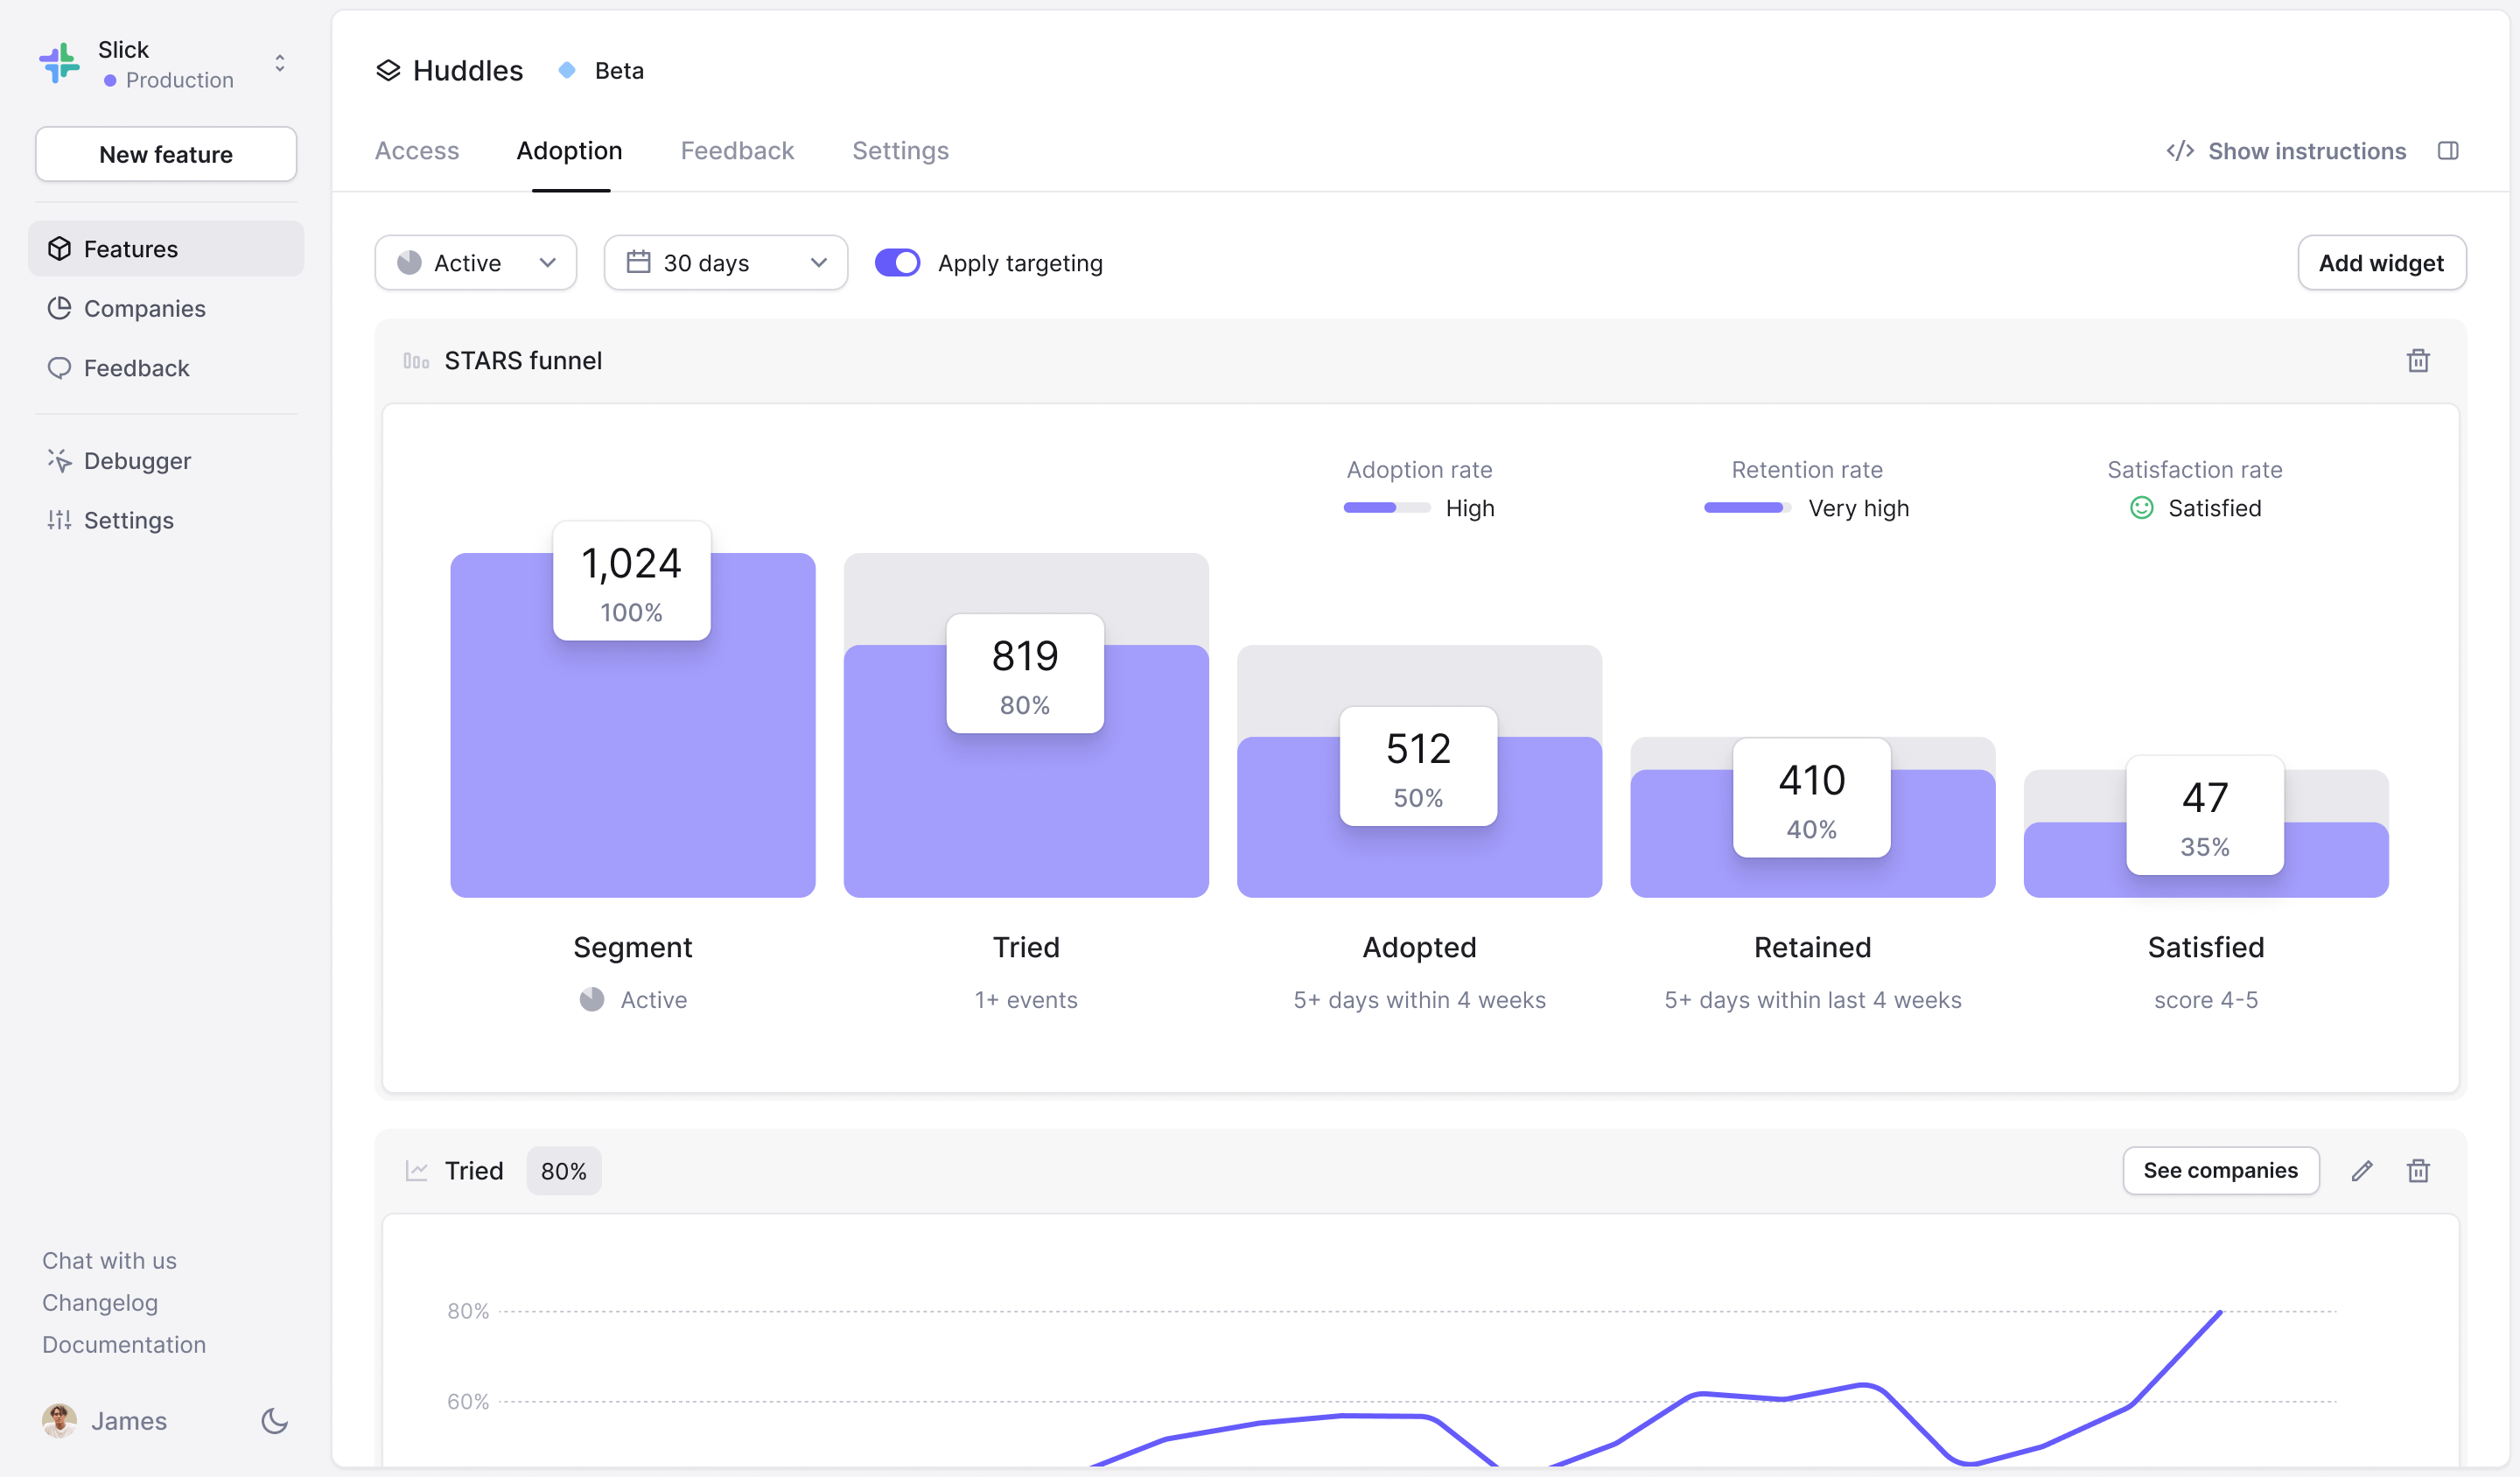 Slick
Production
New feature
Features
Companies
Feedback
Debugger
Settings
Chat with us
Changelog
Documentation
James
Huddles
Beta
Access
Adoption
Feedback
Settings
</> Show instructions
Active
30 days
Apply targeting
Add widget
STARS funnel
Adoption rate
High
Retention rate
Very high
Satisfaction rate
Satisfied
1,024
100%
819
80%
512
50%
410
40%
47
35%
Segment
Active
Tried
1+ events
Adopted
5+ days within 4 weeks
Retained
5+ days within last 4 weeks
Satisfied
score 4-5
Tried
80%
See companies
80%
60%